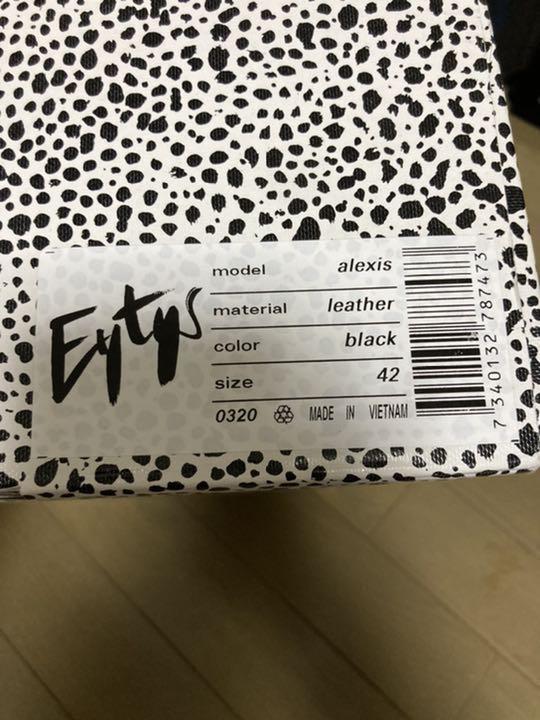 Eytys
model alexis
material leather
color black
size 42
0320 MADE IN VIETNAM
7 340132 787473